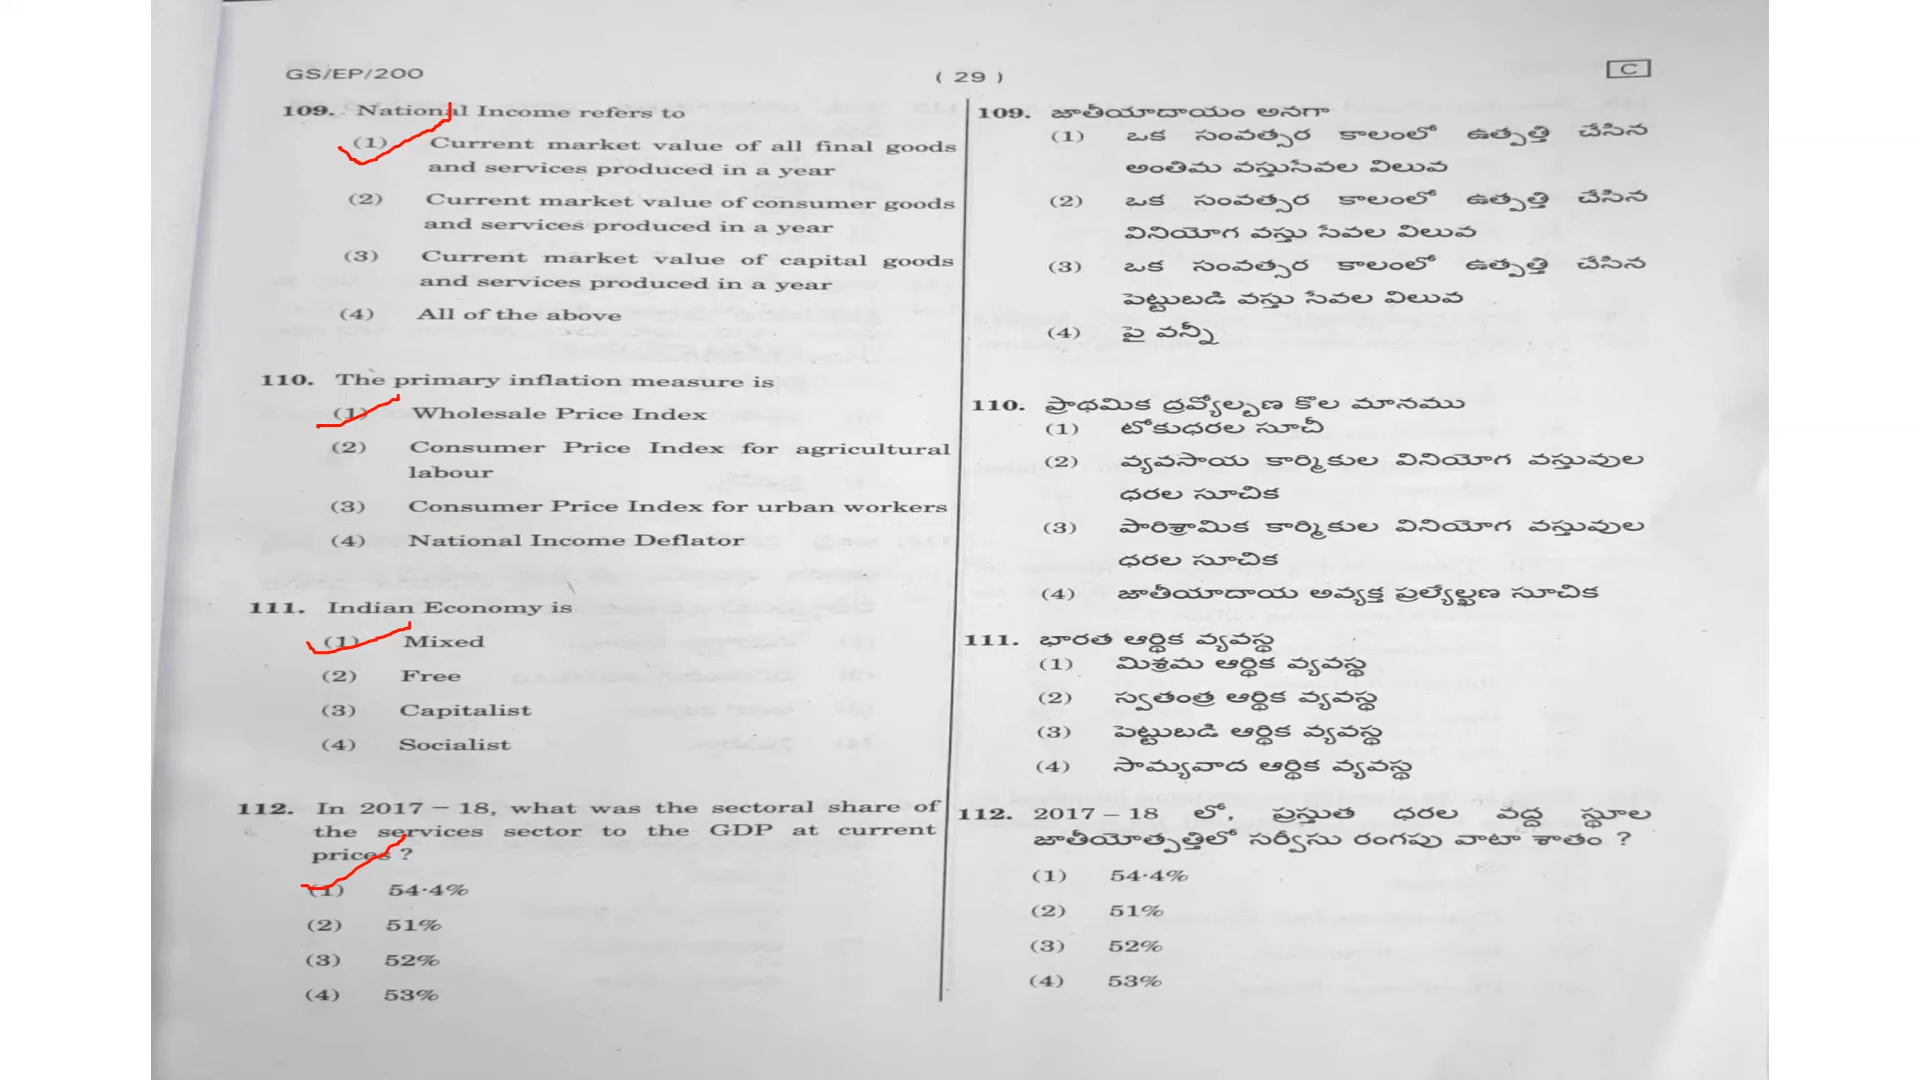 GS/EP/200
( 29 )
C
109. National Income refers to
(1) Current market value of all final goods
and services produced in a year
(2) Current market value of consumer goods
and services produced in a year
(3) Current market value of capital goods
and services produced in a year
(4) All of the above
110. The primary inflation measure is
(1) Wholesale Price Index
(2) Consumer Price Index for agricultural
labour
(3) Consumer Price Index for urban workers
(4) National Income Deflator
111. Indian Economy is
(1) Mixed
(2) Free
(3) Capitalist
(4) Socialist
112. In 2017 – 18, what was the sectoral share of
the services sector to the GDP at current
prices ?
(1) 54·4%
(2) 51%
(3) 52%
(4) 53%
109. జాతీయాదాయం అనగా
(1) ఒక సంవత్సర కాలంలో ఉత్పత్తి చేసిన
అంతిమ వస్తుసేవల విలువ
(2) ఒక సంవత్సర కాలంలో ఉత్పత్తి చేసిన
వినియోగ వస్తు సేవల విలువ
(3) ఒక సంవత్సర కాలంలో ఉత్పత్తి చేసిన
పెట్టుబడి వస్తు సేవల విలువ
(4) పై వన్నీ
110. ప్రాథమిక ద్రవ్యోల్బణ కొల మానము
(1) టోకుధరల సూచీ
(2) వ్యవసాయ కార్మికుల వినియోగ వస్తువుల
ధరల సూచిక
(3) పారిశ్రామిక కార్మికుల వినియోగ వస్తువుల
ధరల సూచిక
(4) జాతీయాదాయ అవ్యక్త ప్రల్యేల్బణ సూచిక
111. భారత ఆర్థిక వ్యవస్థ
(1) మిశ్రమ ఆర్థిక వ్యవస్థ
(2) స్వతంత్ర ఆర్థిక వ్యవస్థ
(3) పెట్టుబడి ఆర్థిక వ్యవస్థ
(4) సామ్యవాద ఆర్థిక వ్యవస్థ
112. 2017 – 18 లో, ప్రస్తుత ధరల వద్ద స్థూల
జాతీయోత్పత్తిలో సర్వీసు రంగపు వాటా శాతం ?
(1) 54·4%
(2) 51%
(3) 52%
(4) 53%